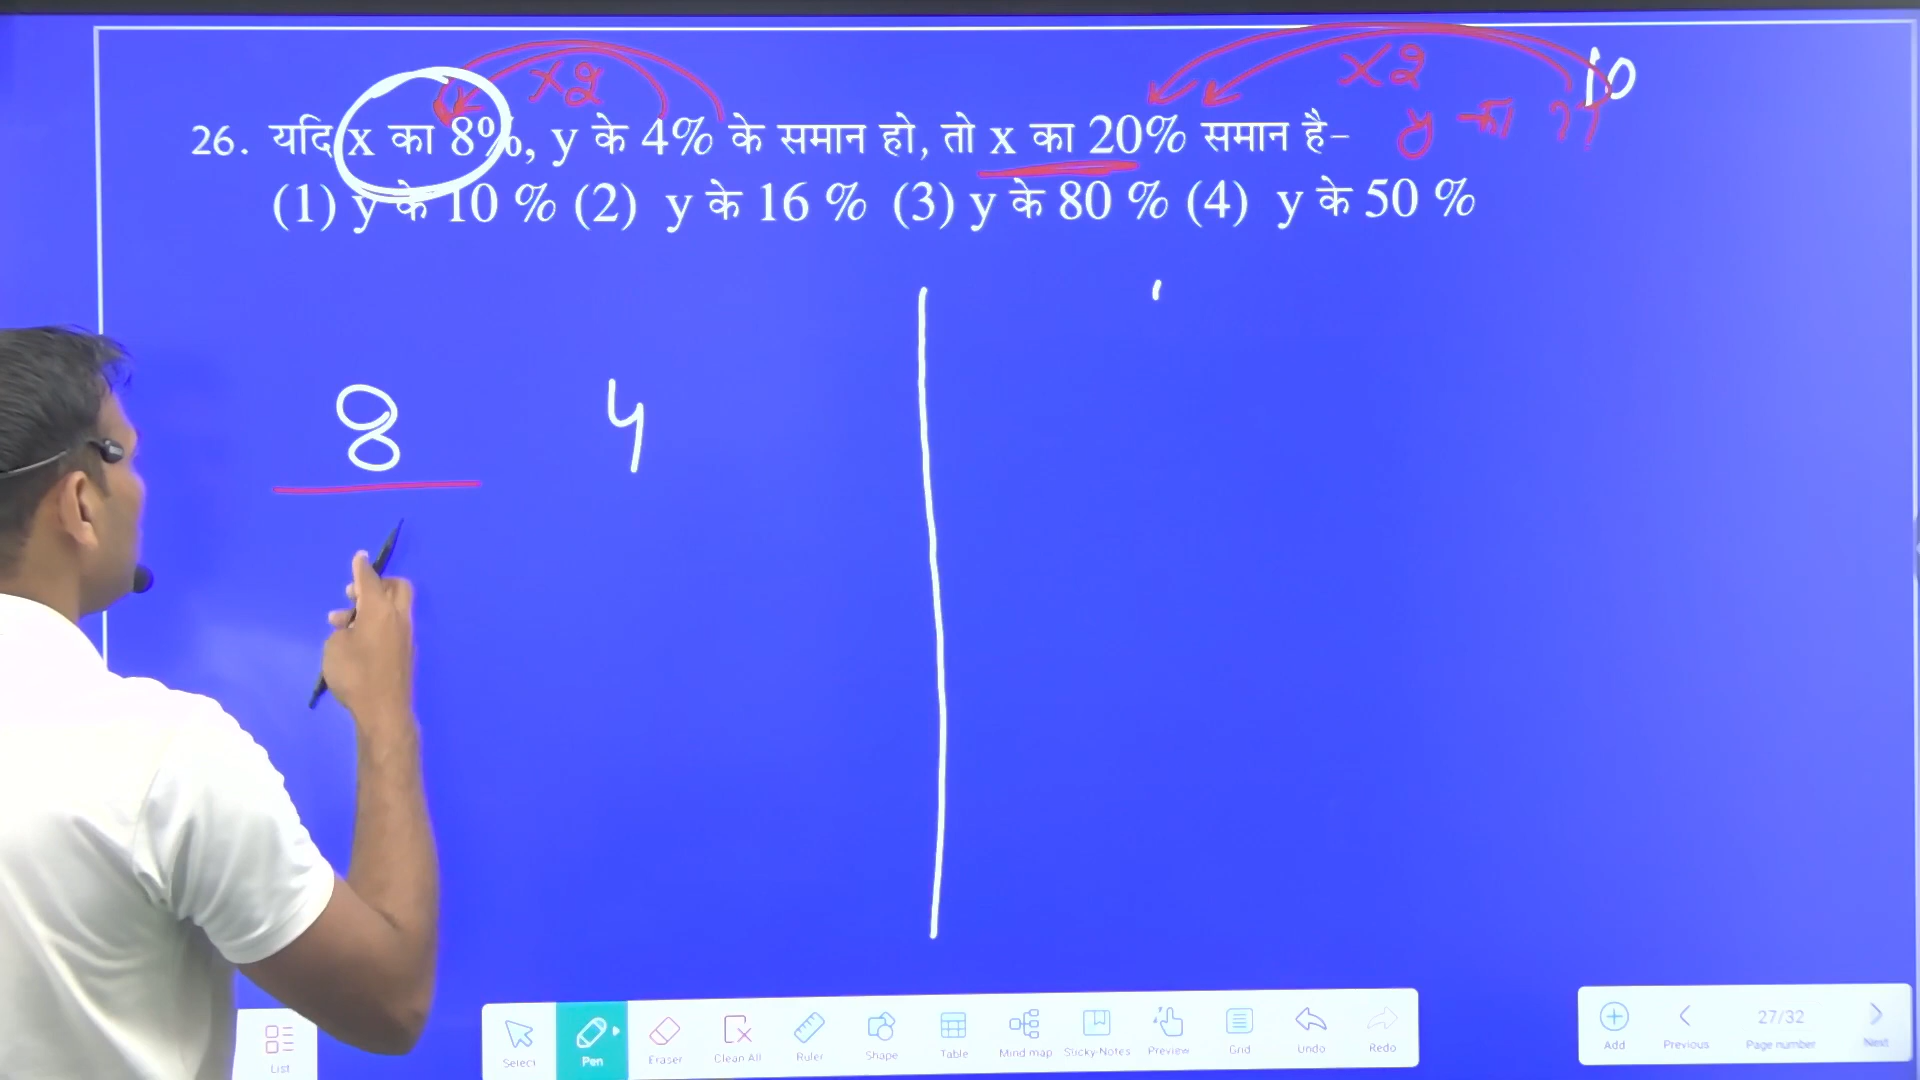 x2 x2 10
26. यदि x का 8%, y के 4% के समान हो, तो x का 20% समान है– y का ??
(1) y के 10 % (2) y के 16 % (3) y के 80 % (4) y के 50 %
8 4
List
Select Pen Eraser Clean All Ruler Shape Table Mind map Sticky Notes Preview Grid Undo Redo
27/32
Add Previous Page number Next